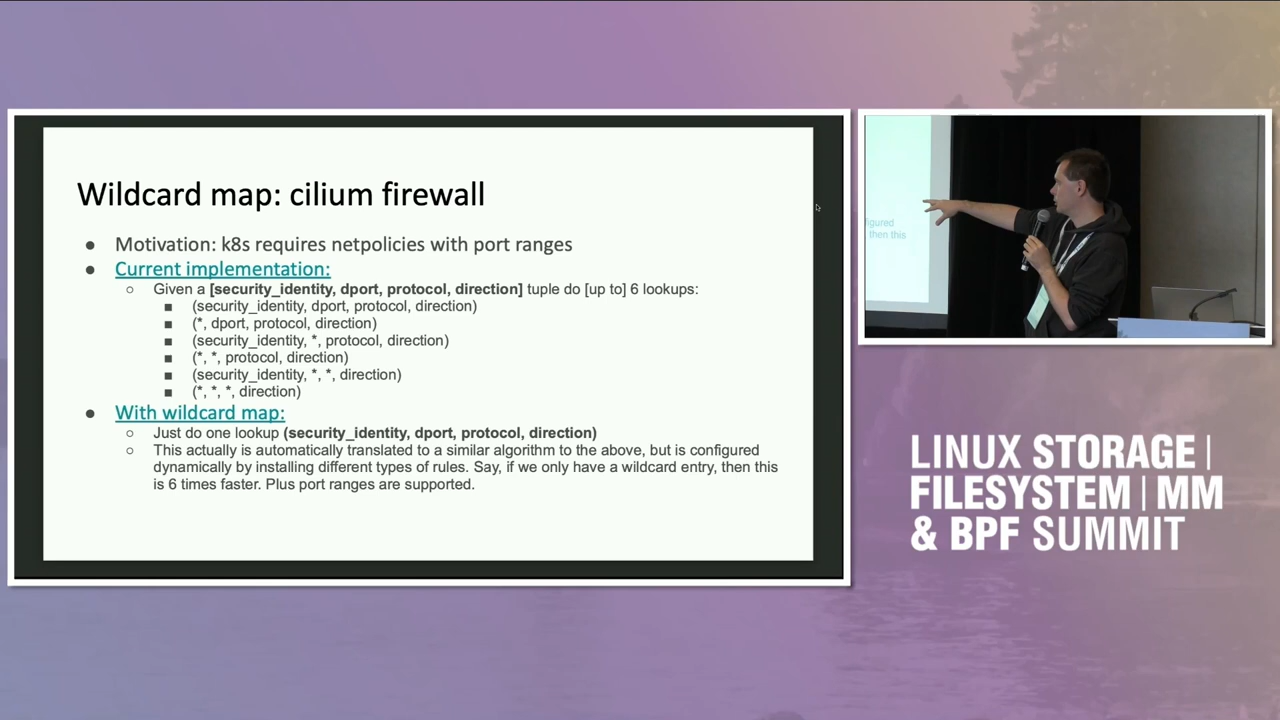 Wildcard map: cilium firewall
● Motivation: k8s requires netpolicies with port ranges
● Current implementation:
○ Given a [security_identity, dport, protocol, direction] tuple do [up to] 6 lookups:
■ (security_identity, dport, protocol, direction)
■ (*, dport, protocol, direction)
■ (security_identity, *, protocol, direction)
■ (*, *, protocol, direction)
■ (security_identity, *, *, direction)
■ (*, *, *, direction)
● With wildcard map:
○ Just do one lookup (security_identity, dport, protocol, direction)
○ This actually is automatically translated to a similar algorithm to the above, but is configured
dynamically by installing different types of rules. Say, if we only have a wildcard entry, then this
is 6 times faster. Plus port ranges are supported.
figured
then this
LINUX STORAGE |
FILESYSTEM | MM
& BPF SUMMIT